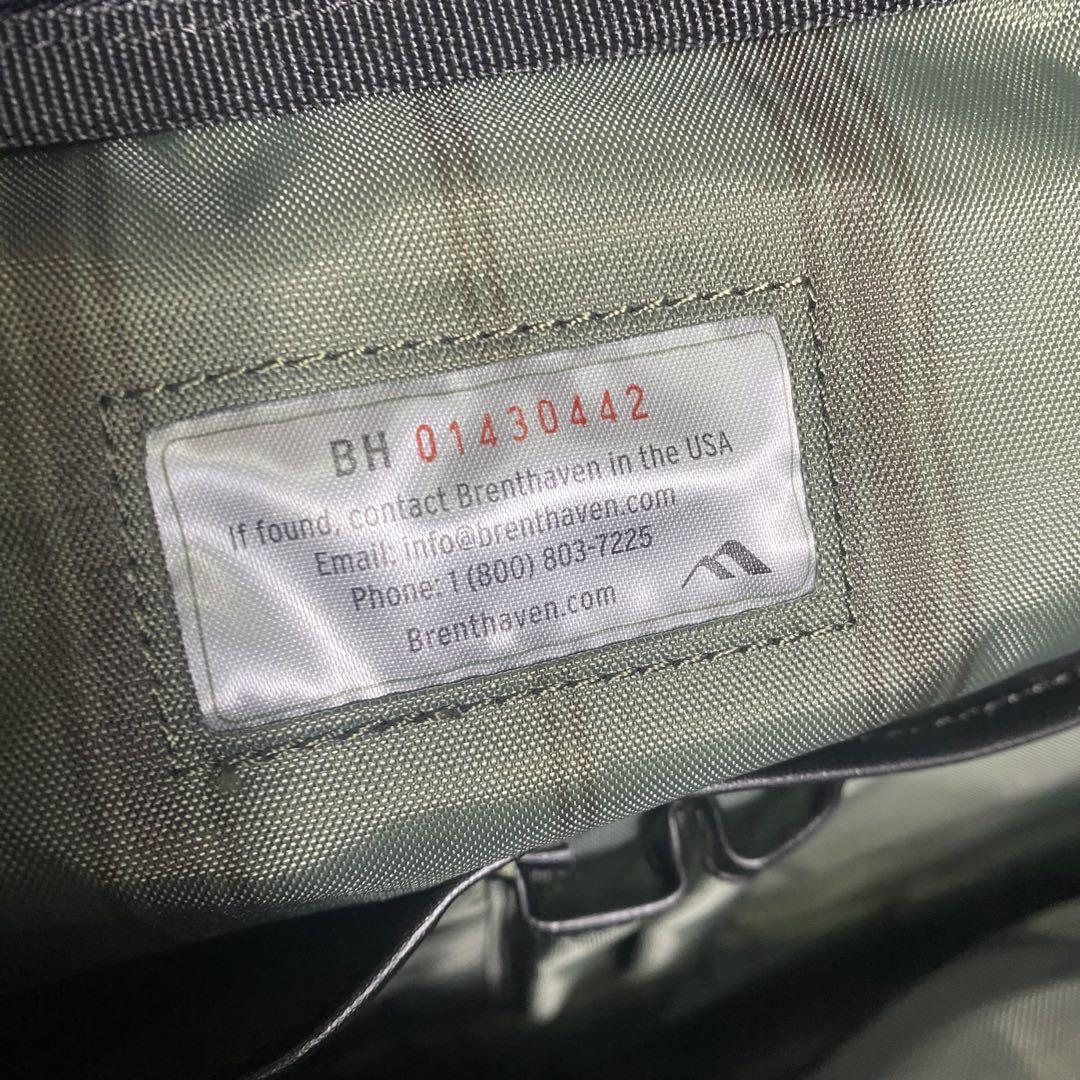 BH 01430442
If found, contact Brenthaven in the USA
Email: info@brenthaven.com
Phone: 1 (800) 803-7225
Brenthaven.com